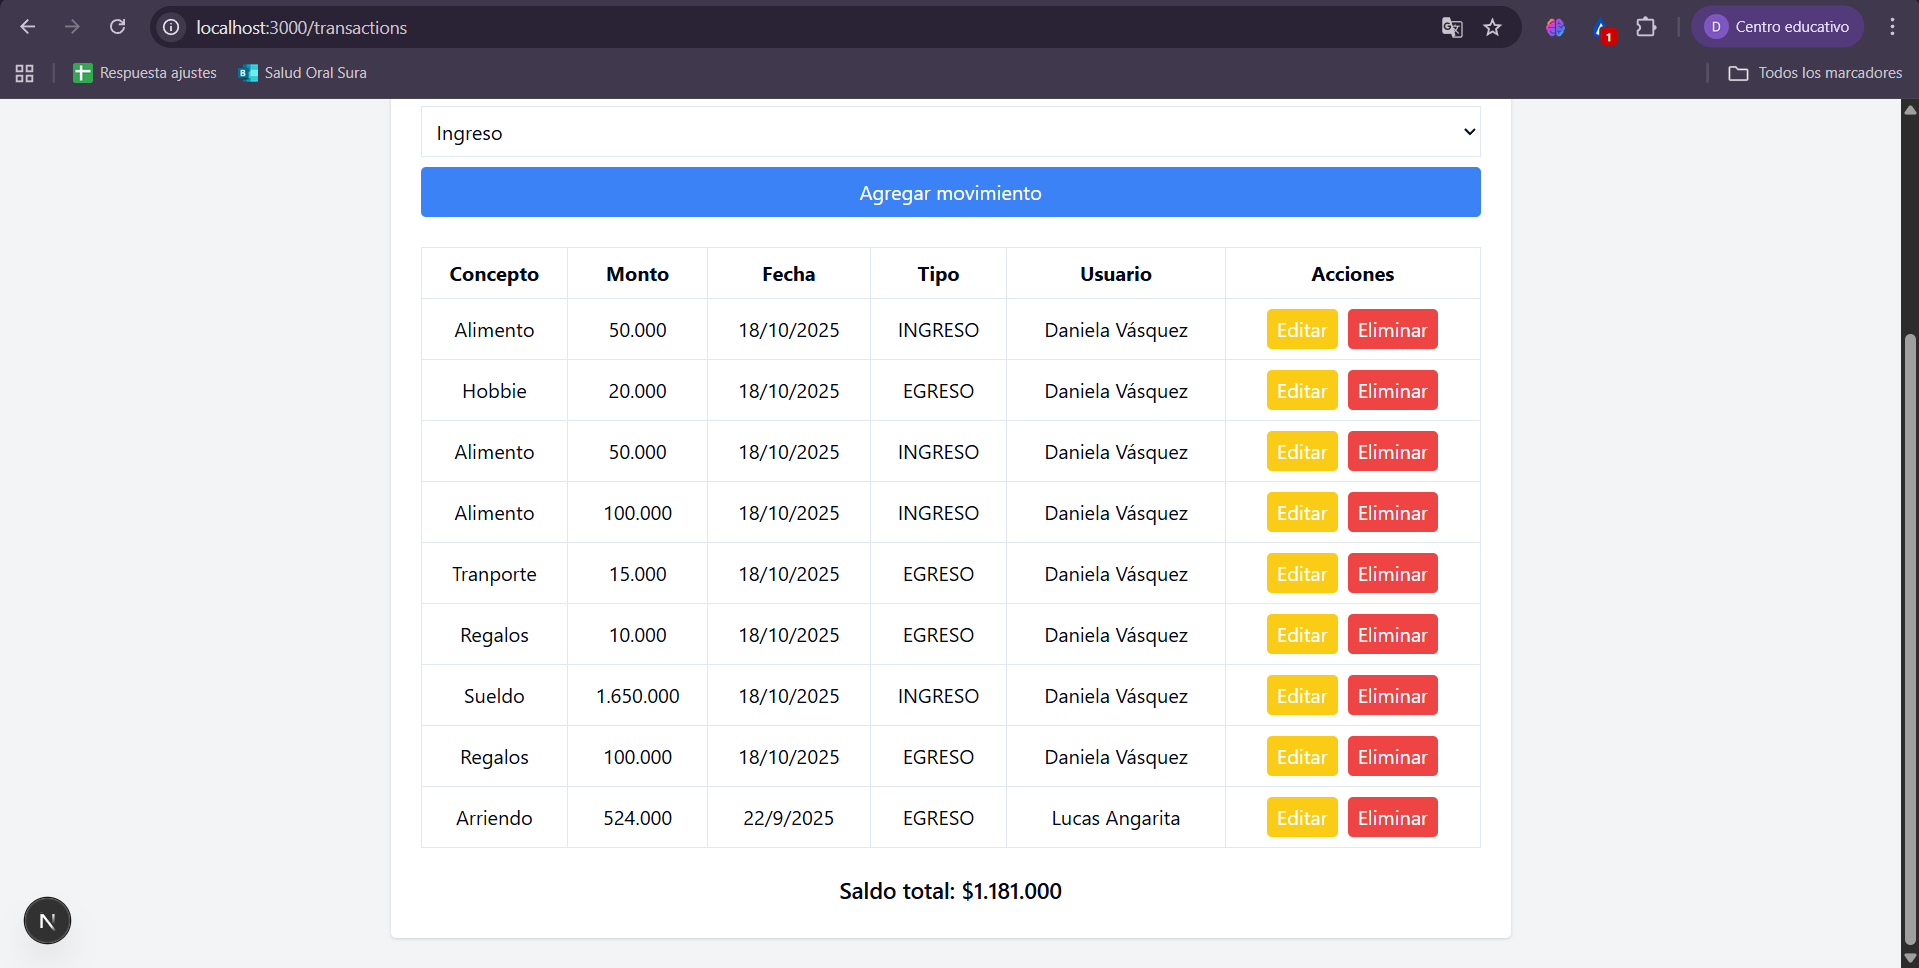 localhost:3000/transactions
1
D Centro educativo
Respuesta ajustes
B Salud Oral Sura
Todos los marcadores
Ingreso
Agregar movimiento
Concepto Monto Fecha Tipo Usuario Acciones
Alimento 50.000 18/10/2025 INGRESO Daniela Vásquez Editar Eliminar
Hobbie 20.000 18/10/2025 EGRESO Daniela Vásquez Editar Eliminar
Alimento 50.000 18/10/2025 INGRESO Daniela Vásquez Editar Eliminar
Alimento 100.000 18/10/2025 INGRESO Daniela Vásquez Editar Eliminar
Tranporte 15.000 18/10/2025 EGRESO Daniela Vásquez Editar Eliminar
Regalos 10.000 18/10/2025 EGRESO Daniela Vásquez Editar Eliminar
Sueldo 1.650.000 18/10/2025 INGRESO Daniela Vásquez Editar Eliminar
Regalos 100.000 18/10/2025 EGRESO Daniela Vásquez Editar Eliminar
Arriendo 524.000 22/9/2025 EGRESO Lucas Angarita Editar Eliminar
Saldo total: $1.181.000
N